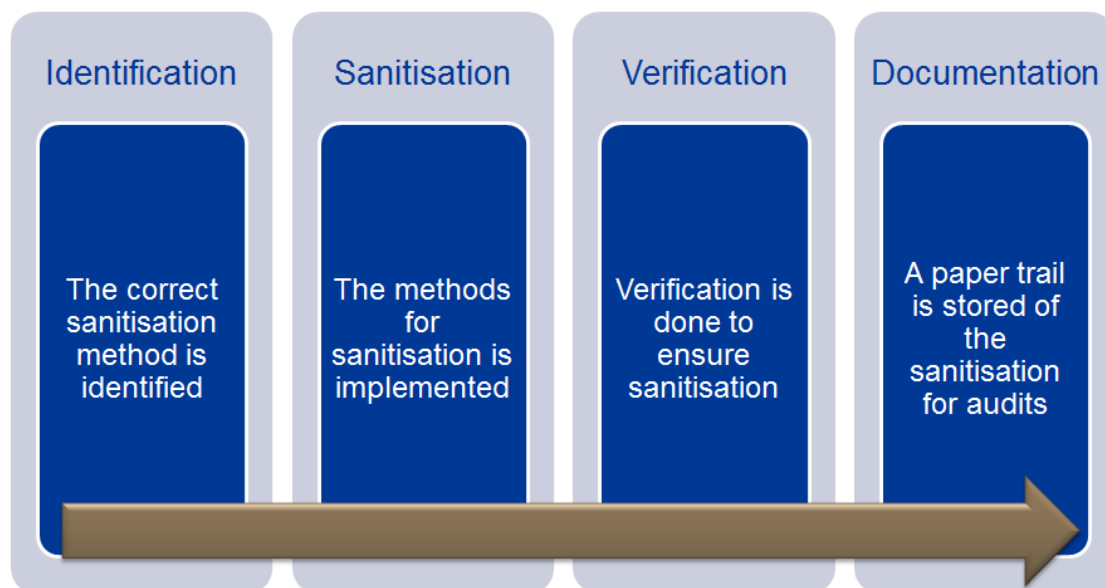 Identification
The correct
sanitisation
method is
identified
Sanitisation
The methods
for
sanitisation is
implemented
Verification
Verification is
done to
ensure
sanitisation
Documentation
A paper trail
is stored of
the
sanitisation
for audits